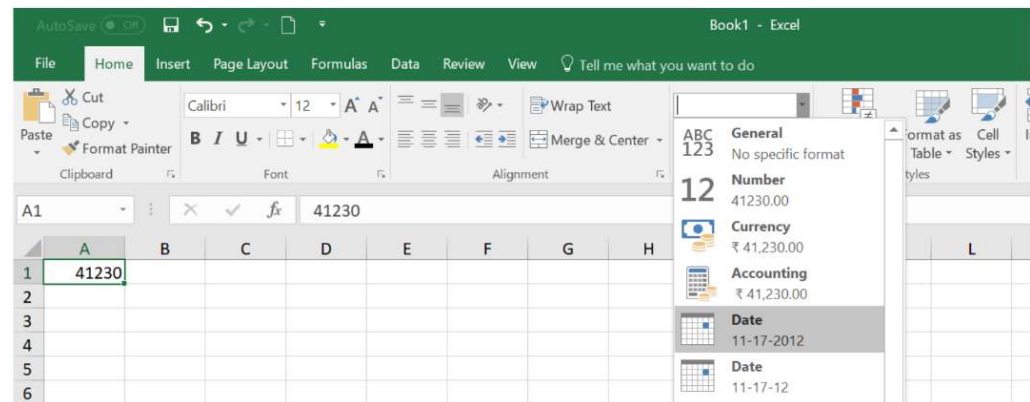 AutoSave Off
Book1 - Excel
File Home Insert Page Layout Formulas Data Review View Tell me what you want to do
Cut
Copy
Format Painter
Paste
Clipboard
Calibri 12 A A
B I U A
Font
Wrap Text
Merge & Center
Alignment
ormat as
Table
Cell
Styles
tyles
ABC
123
General
No specific format
12
Number
41230.00
Currency
₹ 41,230.00
Accounting
₹ 41,230.00
Date
11-17-2012
Date
11-17-12
A1 fx 41230
A B C D E F G H L
1 41230
2
3
4
5
6